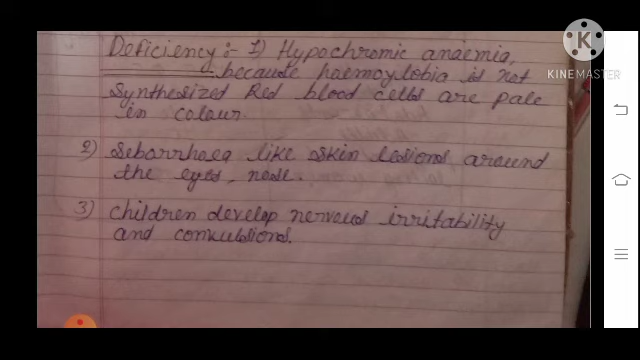 Deficiency :- 1) Hypochromic anaemia,
because haemoglobia is not
Synthesized Red blood cells are pale
in colour.
2) Seborrhoea like skin lesions around
the eyes, nose.
3) children develop nervous irritability
and convulsions.
K
KINEMASTER